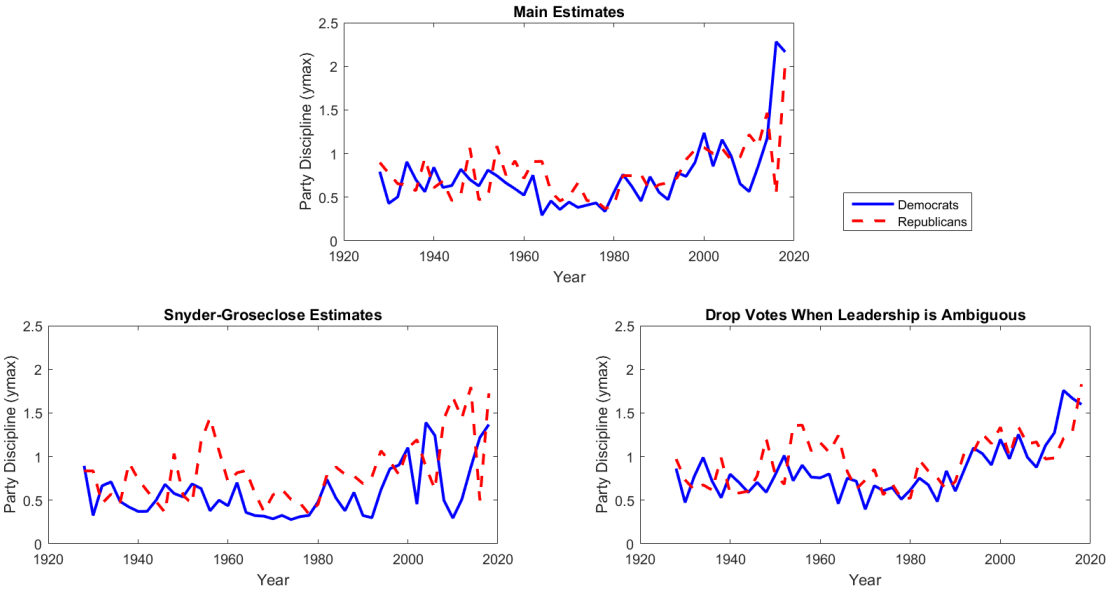 Main Estimates
2.5
2
1.5
1
0.5
0
Party Discipline (ymax)
1920 1940 1960 1980 2000 2020
Year
Democrats
Republicans
Snyder-Groseclose Estimates
2.5
2
1.5
1
0.5
0
Party Discipline (ymax)
1920 1940 1960 1980 2000 2020
Year
Drop Votes When Leadership is Ambiguous
2.5
2
1.5
1
0.5
0
Party Discipline (ymax)
1920 1940 1960 1980 2000 2020
Year